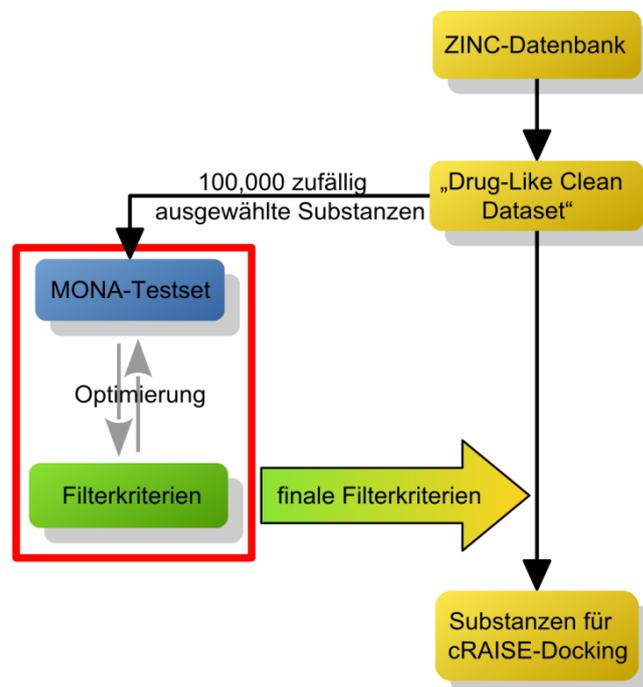 ZINC-Datenbank
„Drug-Like Clean
Dataset“
100,000 zufällig
ausgewählte Substanzen
MONA-Testset
Optimierung
Filterkriterien
finale Filterkriterien
Substanzen für
cRAISE-Docking